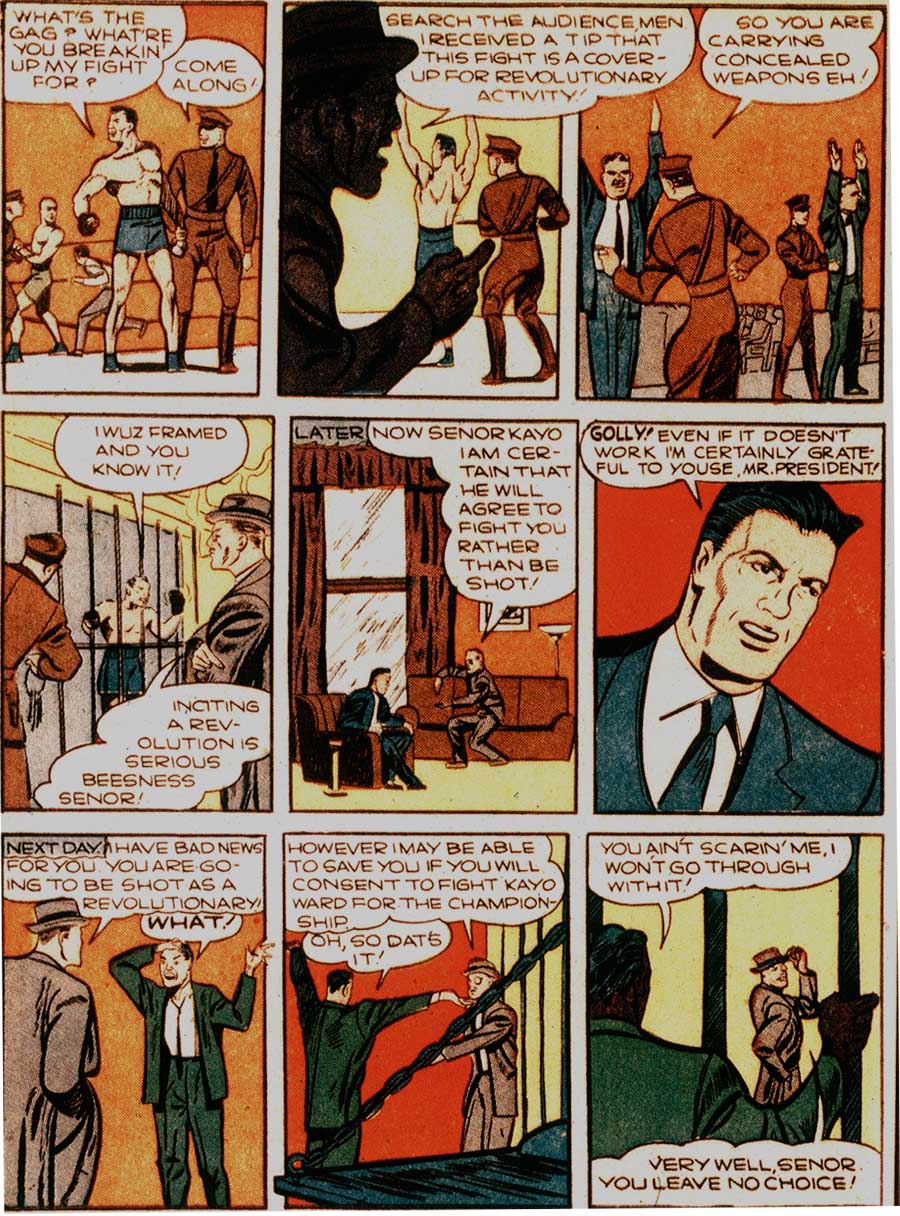 WHAT'S THE
GAG? WHAT'RE
YOU BREAKIN'
UP MY FIGHT
FOR?
COME
ALONG!
SEARCH THE AUDIENCE, MEN
I RECEIVED A TIP THAT
THIS FIGHT IS A COVER-
UP FOR REVOLUTIONARY
ACTIVITY!
SO YOU ARE
CARRYING
CONCEALED
WEAPONS EH!
I WUZ FRAMED
AND YOU
KNOW IT!
INCITING
A REV-
OLUTION IS
SERIOUS
BEESNESS
SENOR!
LATER
NOW SENOR KAYO
I AM CER-
TAIN THAT
HE WILL
AGREE TO
FIGHT YOU
RATHER
THAN BE
SHOT!
GOLLY! EVEN IF IT DOESN'T
WORK I'M CERTAINLY GRATE-
FUL TO YOUSE, MR. PRESIDENT!
NEXT DAY! I HAVE BAD NEWS
FOR YOU. YOU ARE GO-
ING TO BE SHOT AS A
REVOLUTIONARY!
WHAT!
HOWEVER I MAY BE ABLE
TO SAVE YOU IF YOU WILL
CONSENT TO FIGHT KAYO
WARD FOR THE CHAMPION-
SHIP.
OH, SO DAT'S
IT!
YOU AIN'T SCARIN' ME, I
WON'T GO THROUGH
WITH IT!
VERY WELL, SENOR.
YOU LEAVE NO CHOICE!